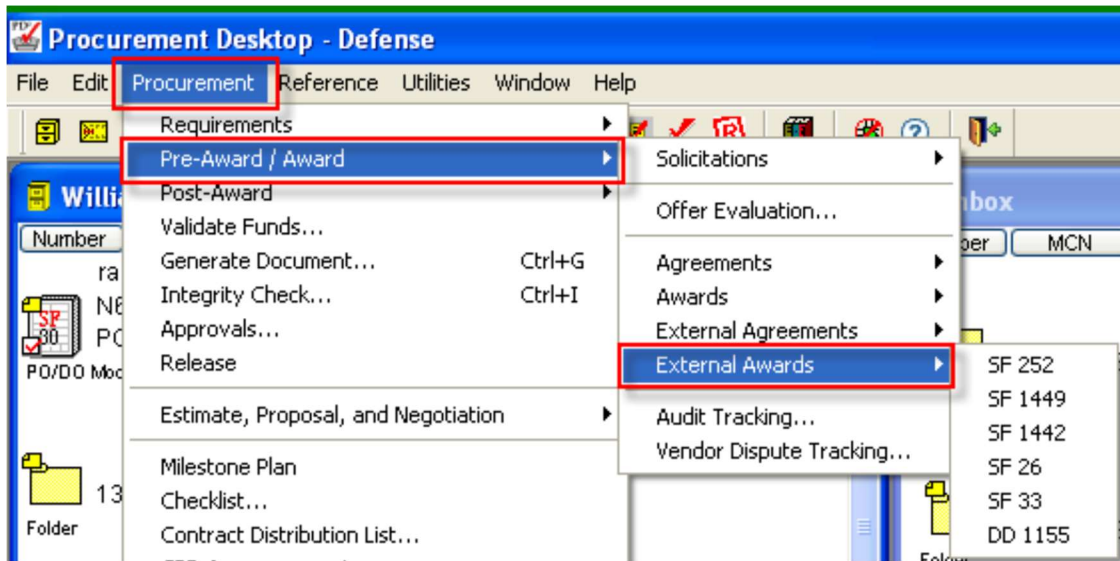 Procurement Desktop - Defense
File Edit Procurement Reference Utilities Window Help
Requirements
Pre-Award / Award
Post-Award
Validate Funds...
Generate Document... Ctrl+G
Integrity Check... Ctrl+I
Approvals...
Release
Estimate, Proposal, and Negotiation
Milestone Plan
Checklist...
Contract Distribution List...
Solicitations
Offer Evaluation...
Agreements
Awards
External Agreements
External Awards
Audit Tracking...
Vendor Dispute Tracking...
SF 252
SF 1449
SF 1442
SF 26
SF 33
DD 1155
Number
SF
30
PO/DO Mod
13
Folder
MCN